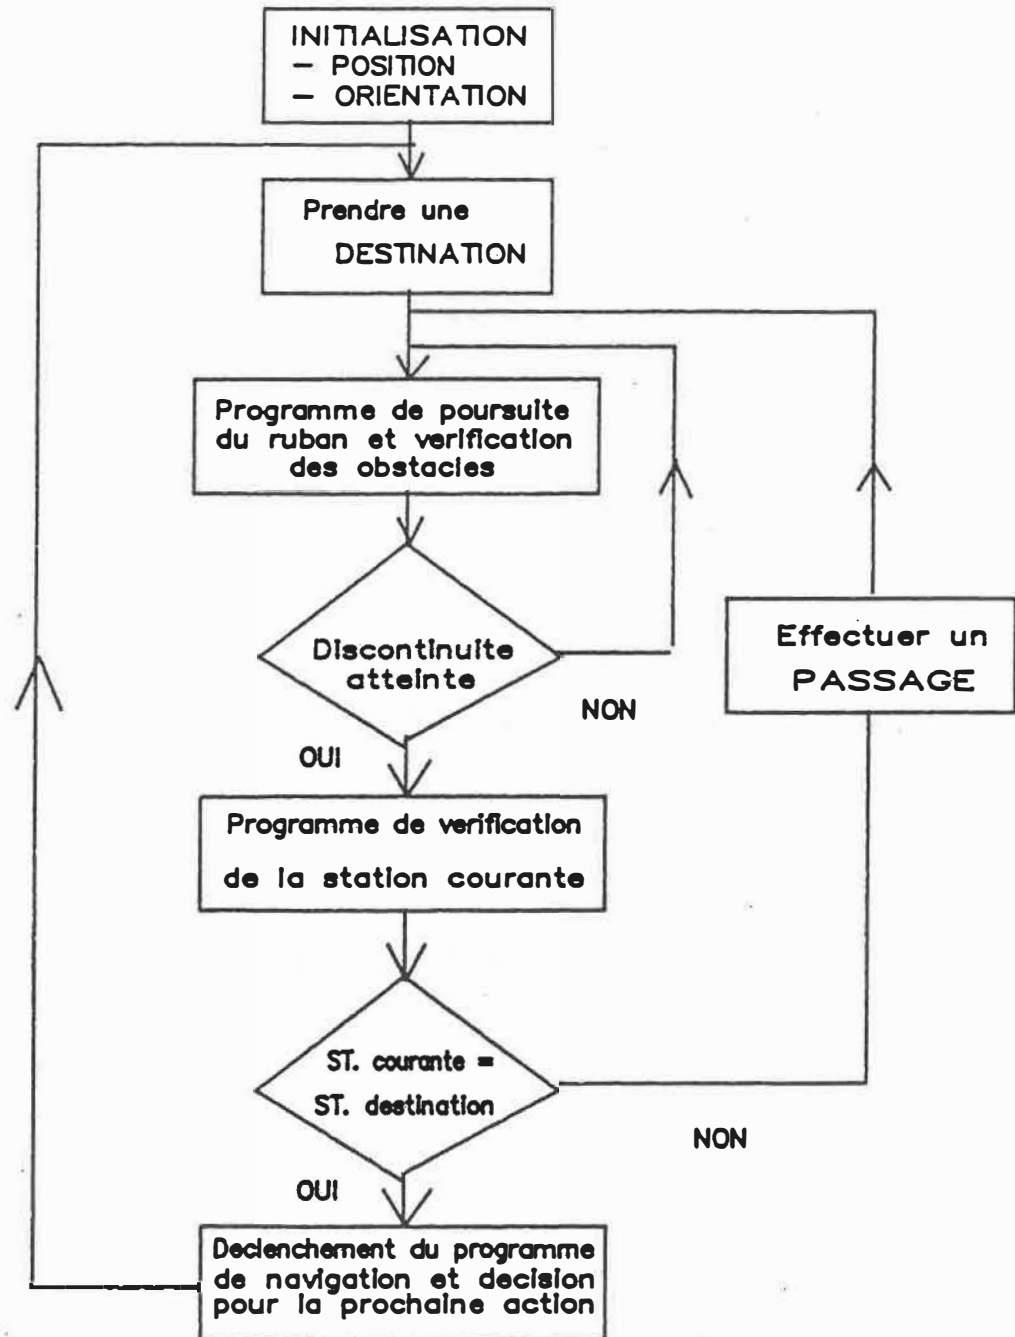 INITIALISATION
- POSITION
- ORIENTATION
Prendre une
DESTINATION
Programme de poursuite
du ruban et verification
des obstacles
Discontinuite
atteinte
NON
OUI
Effectuer un
PASSAGE
Programme de verification
de la station courante
ST. courante =
ST. destination
NON
OUI
Declenchement du programme
de navigation et decision
pour la prochaine action